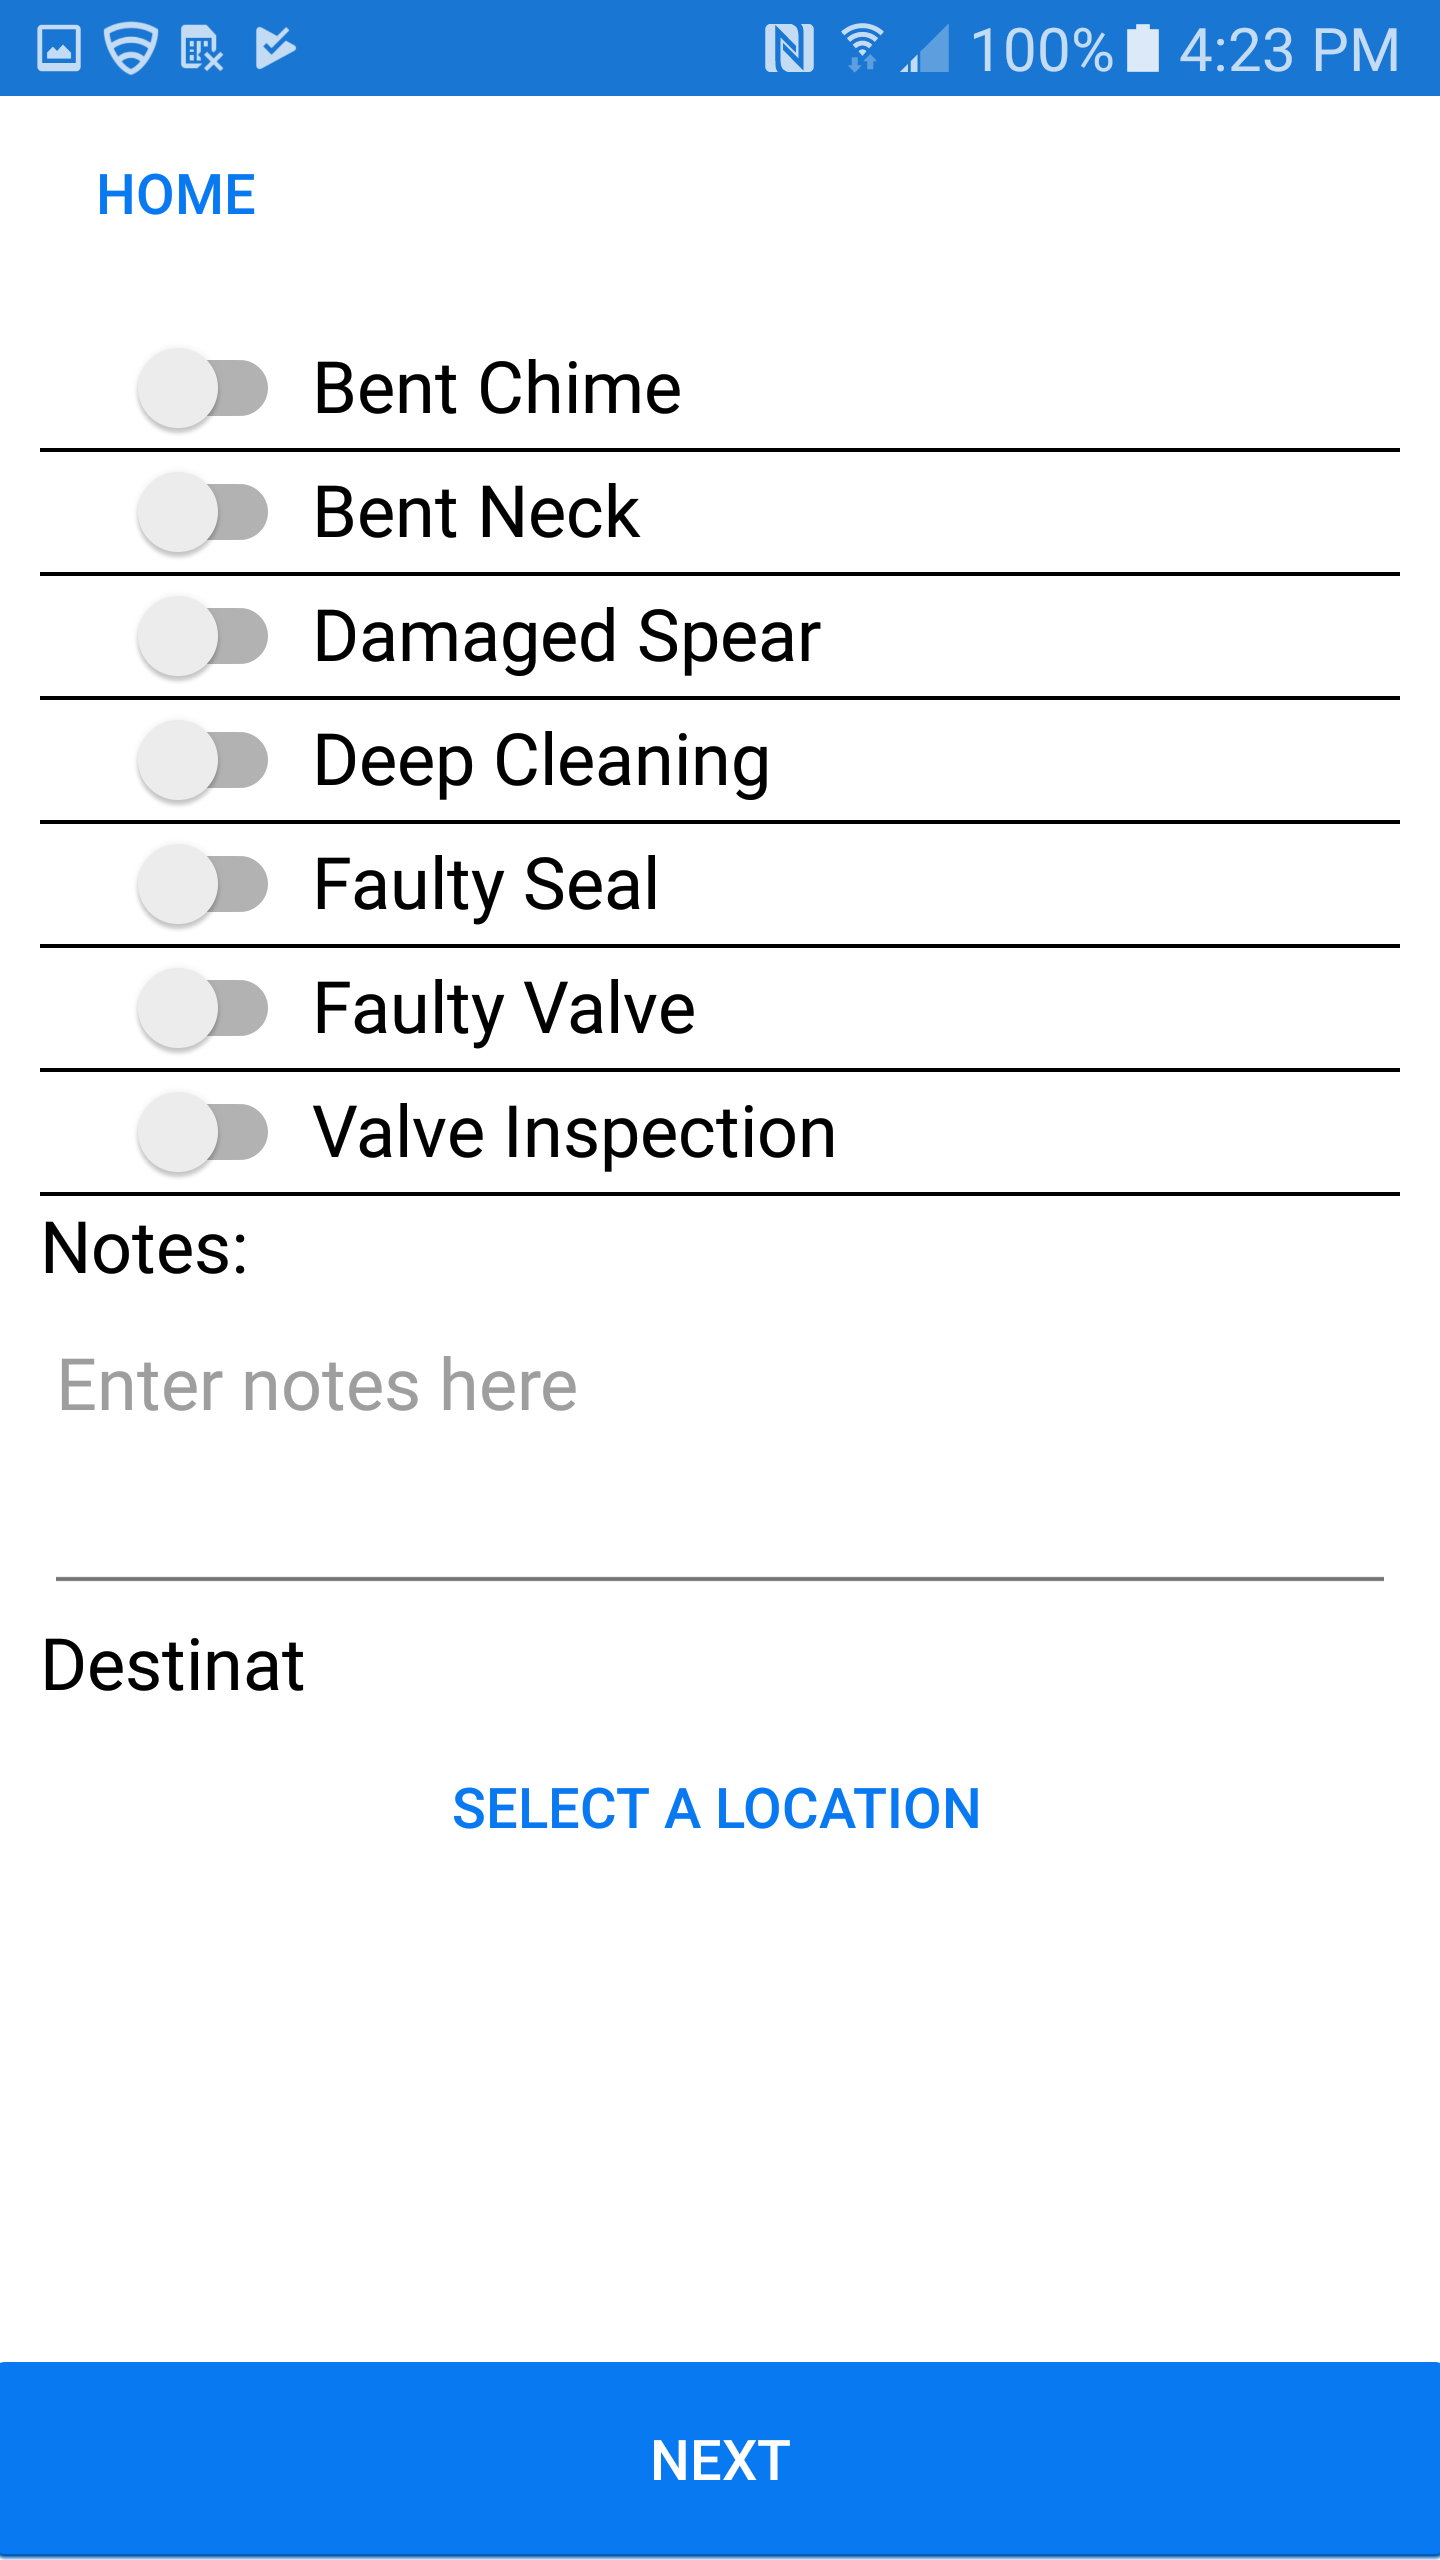 100% 4:23 PM
HOME
Bent Chime
Bent Neck
Damaged Spear
Deep Cleaning
Faulty Seal
Faulty Valve
Valve Inspection
Notes:
Enter notes here
Destinat
SELECT A LOCATION
NEXT